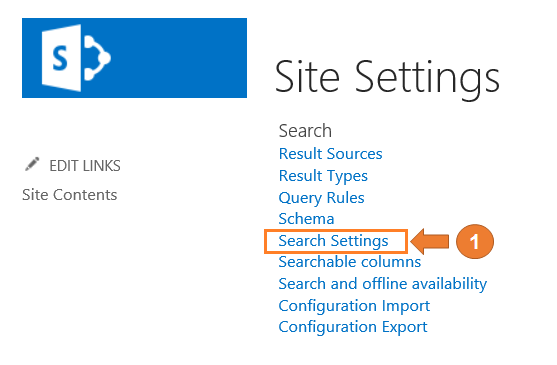 S
Site Settings
EDIT LINKS
Site Contents
Search
Result Sources
Result Types
Query Rules
Schema
Search Settings
1
Searchable columns
Search and offline availability
Configuration Import
Configuration Export